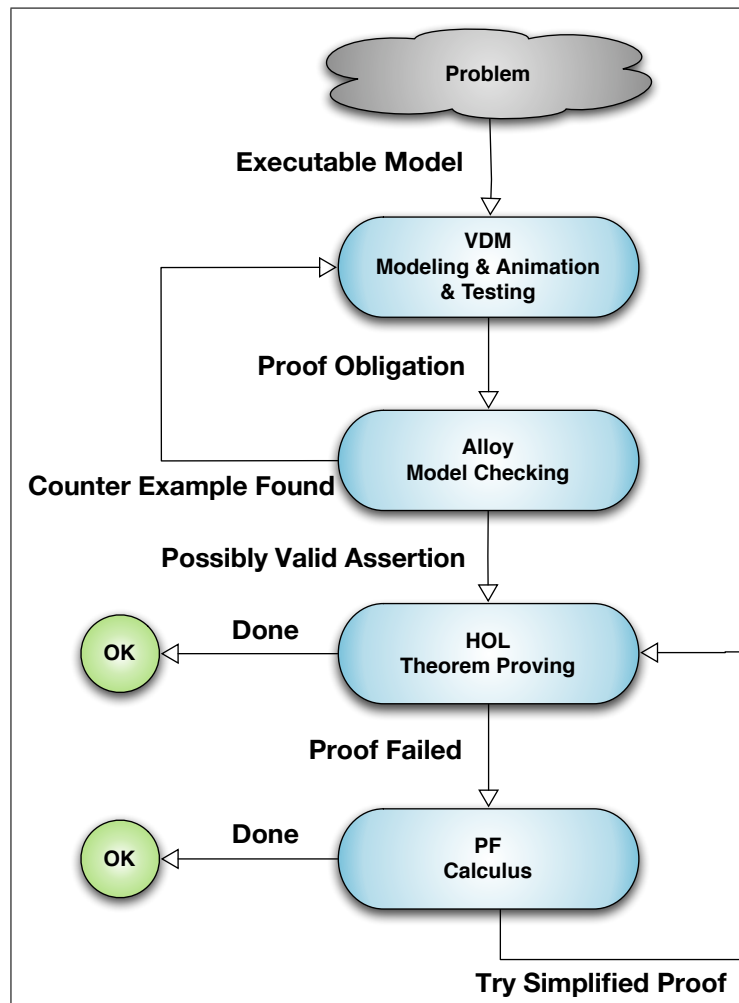 Problem
Executable Model
VDM
Modeling & Animation
& Testing
Proof Obligation
Alloy
Model Checking
Counter Example Found
Possibly Valid Assertion
Done
OK
HOL
Theorem Proving
Proof Failed
Done
OK
PF
Calculus
Try Simplified Proof